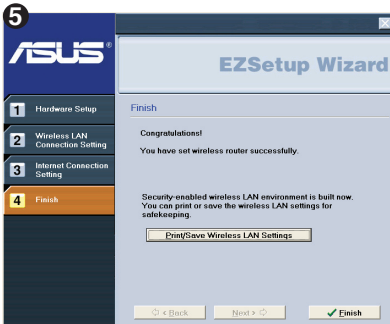 5
ASUS®
EZSetup Wizard
1 Hardware Setup
2 Wireless LAN
Connection Setting
3 Internet Connection
Setting
4 Finish
Finish
Congratulations!
You have set wireless router successfully.
Security-enabled wireless LAN environment is built now.
You can print or save the wireless LAN settings for
safekeeping.
Print/Save Wireless LAN Settings
< Back
Next >
Finish